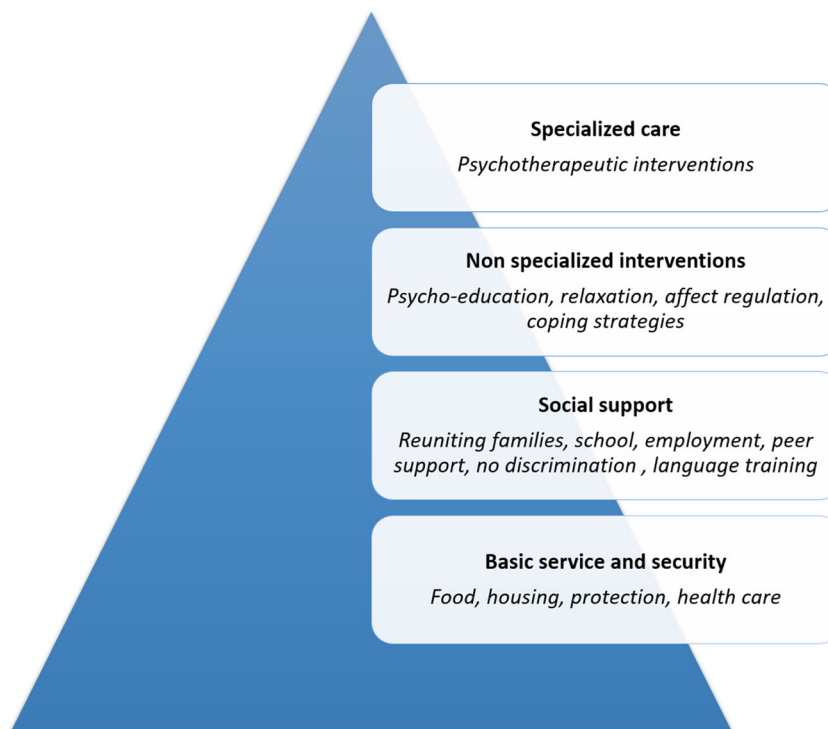 Specialized care
Psychotherapeutic interventions
Non specialized interventions
Psycho-education, relaxation, affect regulation,
coping strategies
Social support
Reuniting families, school, employment, peer
support, no discrimination , language training
Basic service and security
Food, housing, protection, health care